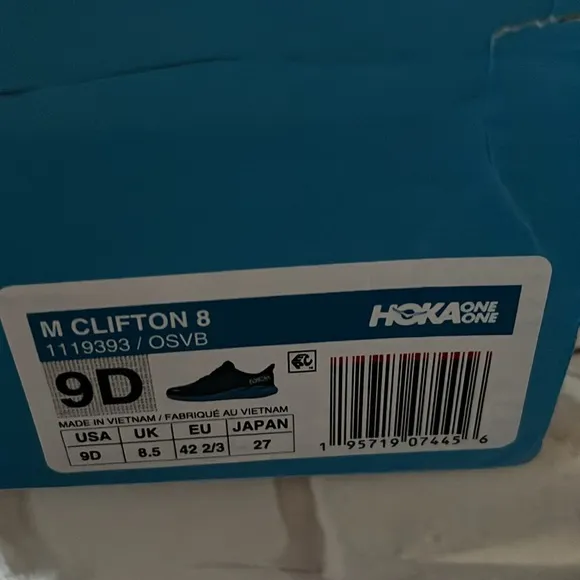 M CLIFTON 8
1119393 / OSVB
HOKA ONE ONE
9D
MADE IN VIETNAM / FABRIQUÉ AU VIETNAM
USA UK EU JAPAN
9D 8.5 42 2/3 27
1 95719 07445 6